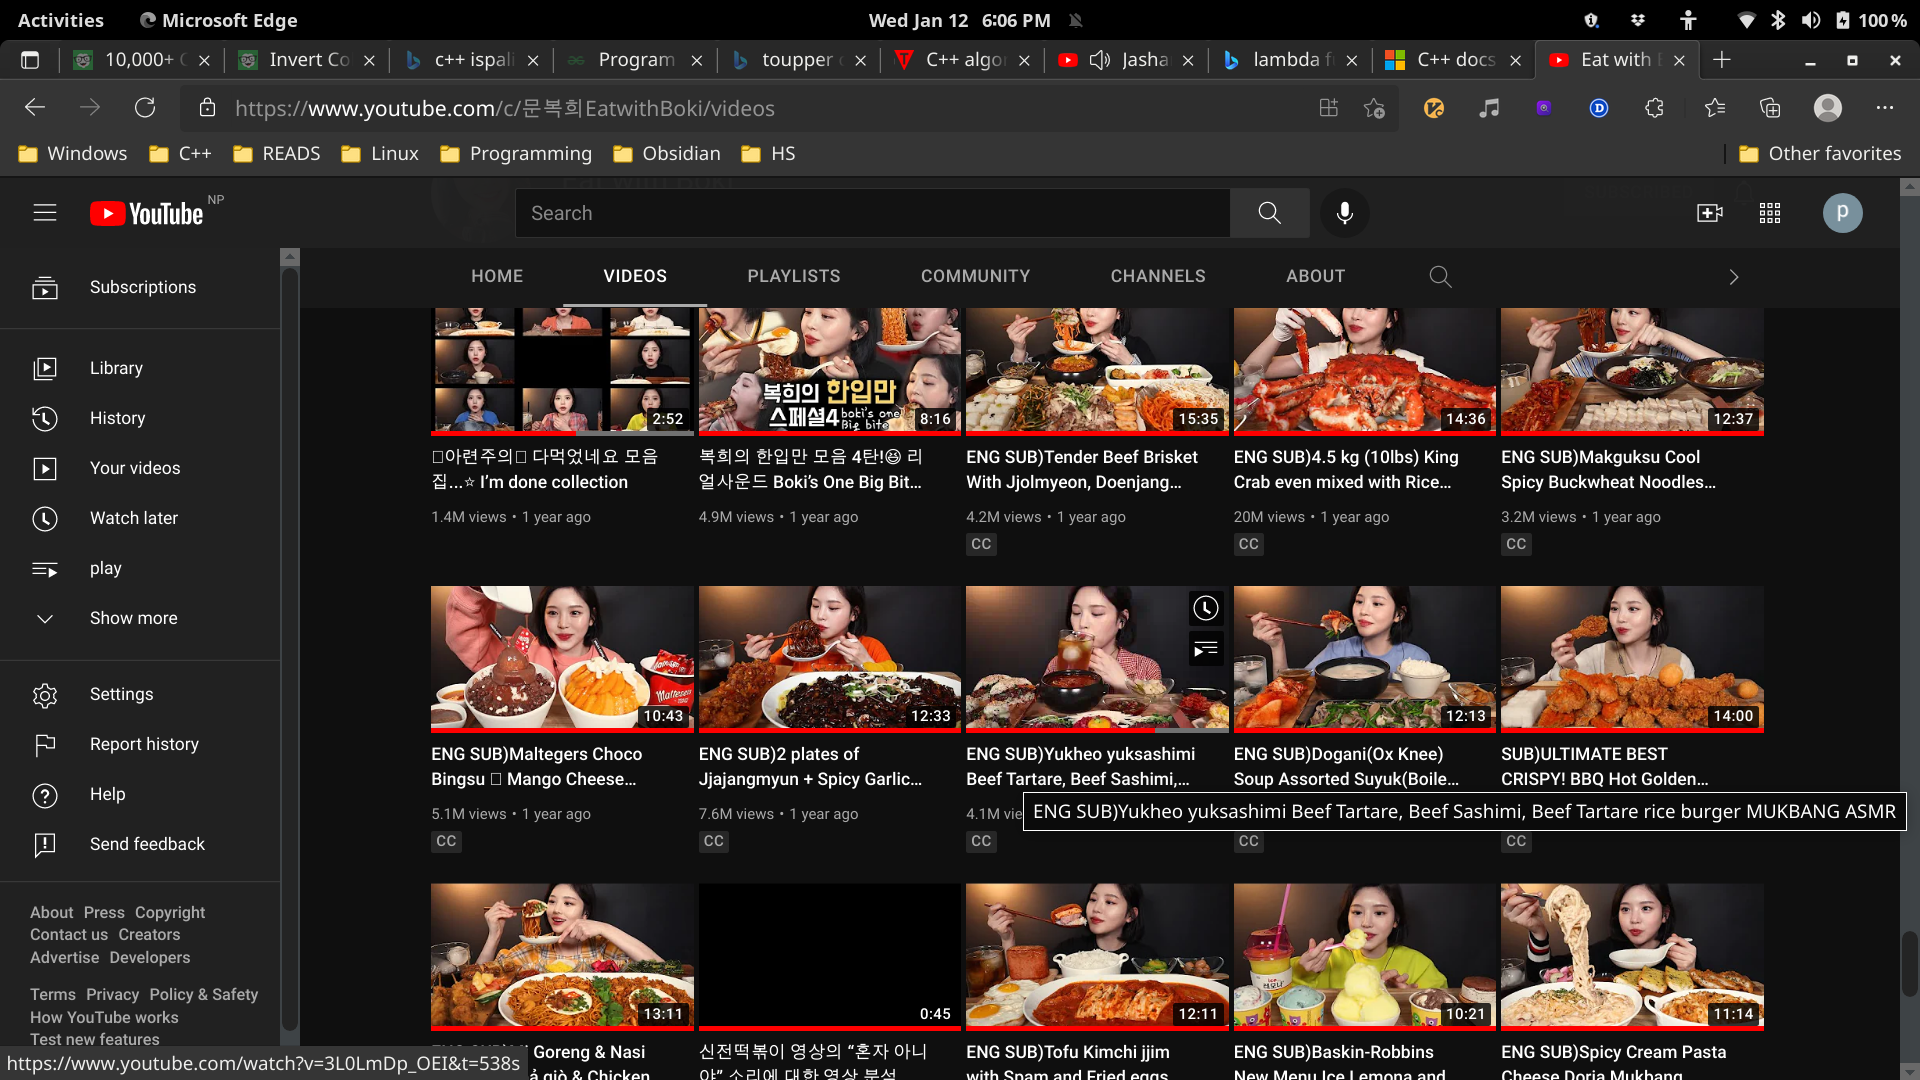 Activities
Microsoft Edge
Wed Jan 12 6:06 PM
100 %
10,000+
Invert Co
c++ ispali
Program
toupper
C++ algo
Jasha
lambda f
C++ docs
Eat with
https://www.youtube.com/c/문복희EatwithBoki/videos
Windows
C++
READS
Linux
Programming
Obsidian
HS
Other favorites
YouTube NP
Search
p
HOME
VIDEOS
PLAYLISTS
COMMUNITY
CHANNELS
ABOUT
Subscriptions
Library
History
Your videos
Watch later
play
Show more
Settings
Report history
Help
Send feedback
About Press Copyright
Contact us Creators
Advertise Developers
Terms Privacy Policy & Safety
How YouTube works
Test new features
https://www.youtube.com/watch?v=3L0LmDp_OEI&t=538s
2:52
아련주의 다먹었네요 모음
집...☆ I'm done collection
1.4M views • 1 year ago
복희의 한입만
스페셜4 boki's one
Big bite
8:16
복희의 한입만 모음 4탄!😆 리
얼사운드 Boki's One Big Bit...
4.9M views • 1 year ago
15:35
ENG SUB)Tender Beef Brisket
With Jjolmyeon, Doenjang...
4.2M views • 1 year ago
CC
14:36
ENG SUB)4.5 kg (10lbs) King
Crab even mixed with Rice...
20M views • 1 year ago
CC
12:37
ENG SUB)Makguksu Cool
Spicy Buckwheat Noodles...
3.2M views • 1 year ago
CC
Maltesers
10:43
ENG SUB)Maltegers Choco
Bingsu Mango Cheese...
5.1M views • 1 year ago
CC
12:33
ENG SUB)2 plates of
Jjajangmyun + Spicy Garlic...
7.6M views • 1 year ago
CC
ENG SUB)Yukheo yuksashimi
Beef Tartare, Beef Sashimi,...
4.1M vie
CC
12:13
ENG SUB)Dogani(Ox Knee)
Soup Assorted Suyuk(Boile...
CC
14:00
SUB)ULTIMATE BEST
CRISPY! BBQ Hot Golden...
CC
ENG SUB)Yukheo yuksashimi Beef Tartare, Beef Sashimi, Beef Tartare rice burger MUKBANG ASMR
13:11
Goreng & Nasi
ả giò & Chicken
0:45
신전떡볶이 영상의 “혼자 아니
야” 소리에 대한 영상 분석
12:11
ENG SUB)Tofu Kimchi jjim
with Spam and Fried eggs
10:21
ENG SUB)Baskin-Robbins
New Menu Ice Lemona and
11:14
ENG SUB)Spicy Cream Pasta
Cheese Doria Mukbang